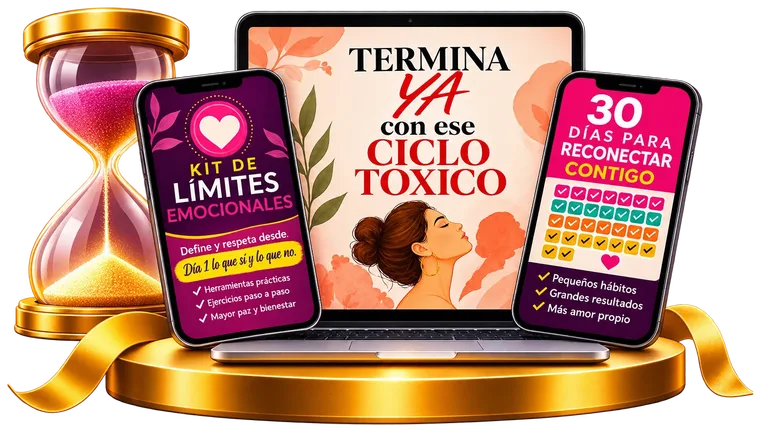 KIT DE
LÍMITES
EMOCIONALES
Define y respeta desde.
Día 1 lo que sí y lo que no.
Herramientas prácticas
Ejercicios paso a paso
Mayor paz y bienestar
TERMINA
YA
con ese
CICLO
TOXICO
30
DÍAS PARA
RECONECTAR
CONTIGO
Pequeños hábitos
Grandes resultados
Más amor propio